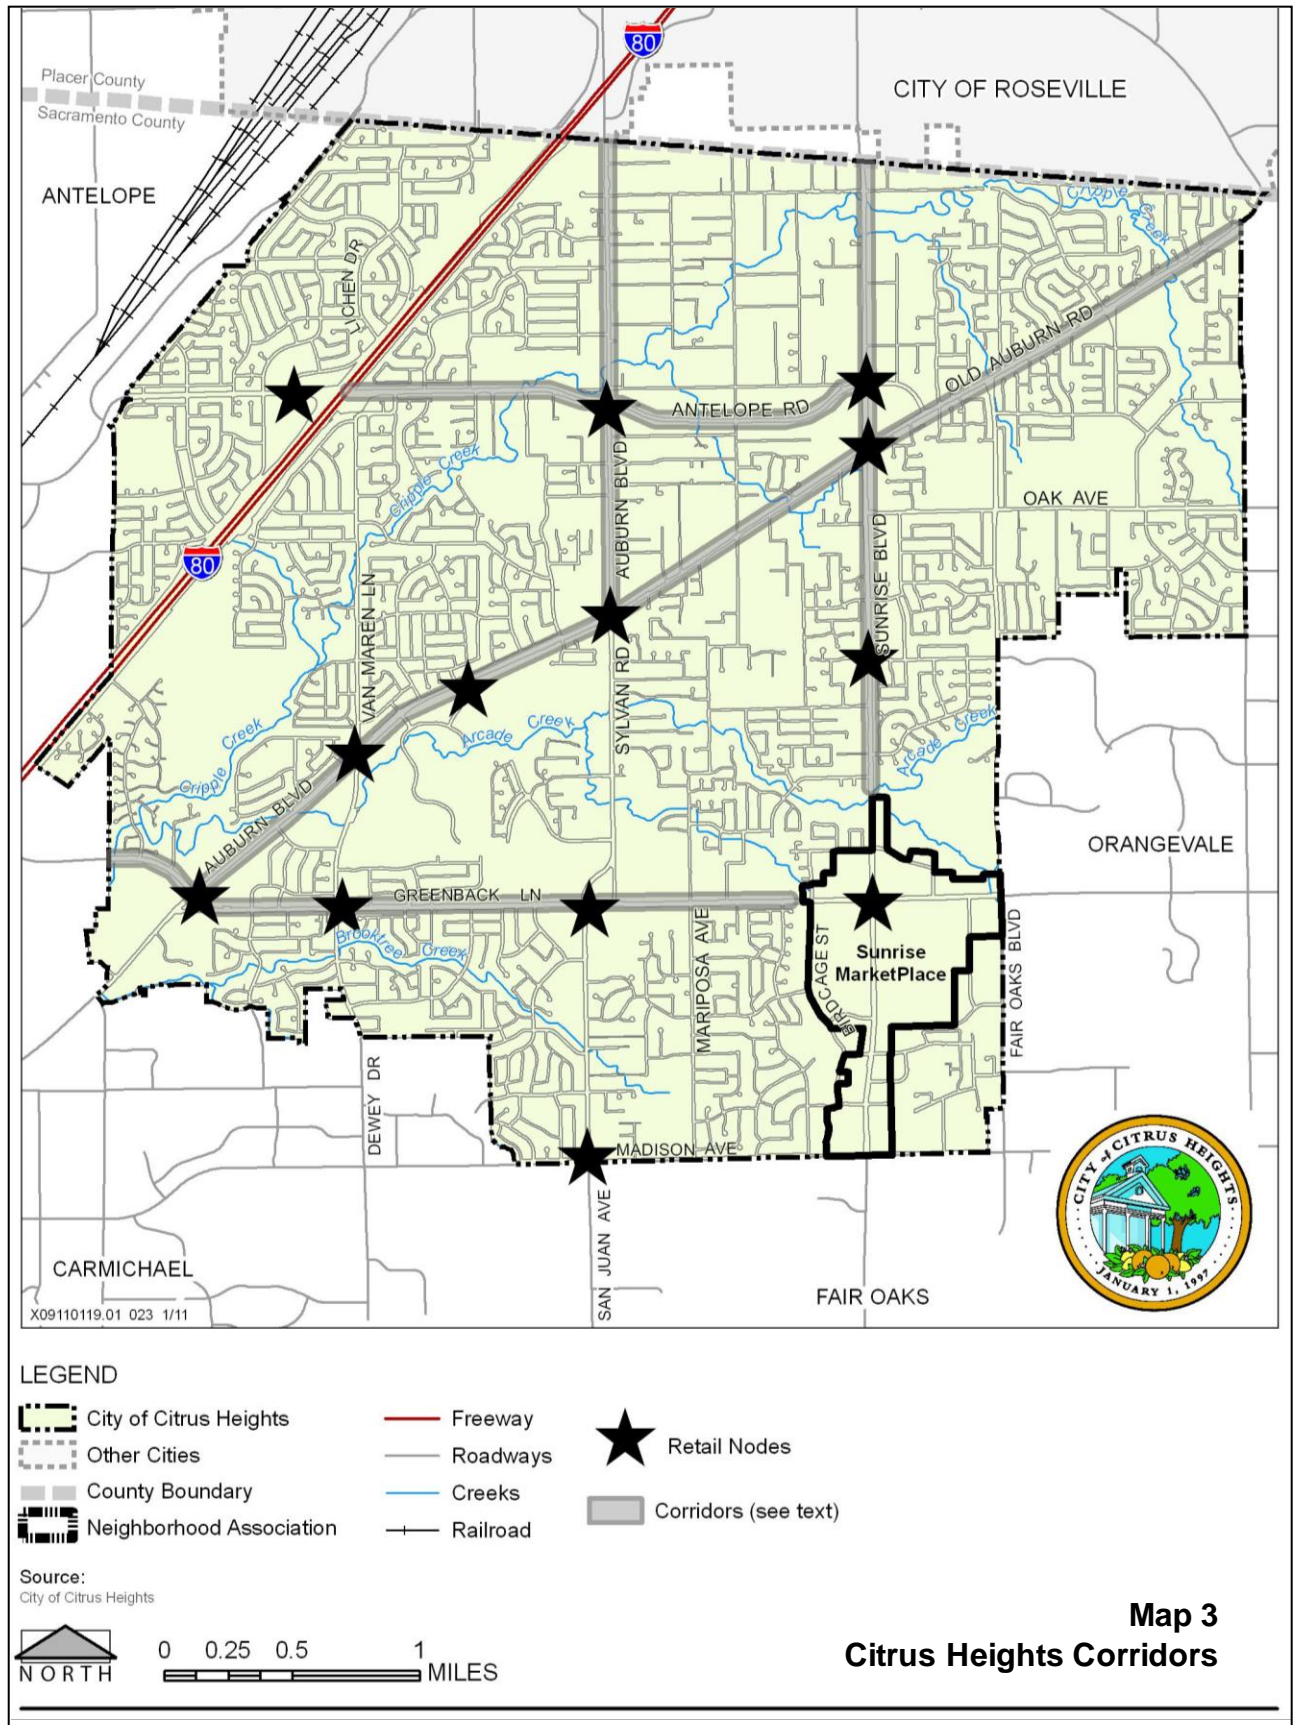 80
Placer County
Sacramento County
CITY OF ROSEVILLE
ANTELOPE
Cripple
Creek
LICHEN DR
OLD AUBURN RD
ANTELOPE RD
Cripple Creek
AUBURN BLVD
OAK AVE
80
SUNRISE BLVD
VAN MAREN LN
SYLVAN RD
Cripple Creek
Arcade Creek
Arcade Creek
AUBURN BLVD
ORANGEVALE
GREENBACK LN
Brooktree Creek
MARIPOSA AVE
BIRDCAGE ST
Sunrise
MarketPlace
FAIR OAKS BLVD
DEWEY DR
MADISON AVE
SAN JUAN AVE
CITY of CITRUS HEIGHTS
JANUARY 1, 1997
CARMICHAEL
FAIR OAKS
X09110119.01 023 1/11
LEGEND
City of Citrus Heights
Other Cities
County Boundary
Neighborhood Association
Freeway
Roadways
Creeks
Railroad
Retail Nodes
Corridors (see text)
Source:
City of Citrus Heights
NORTH
0 0.25 0.5 1
MILES
Map 3
Citrus Heights Corridors